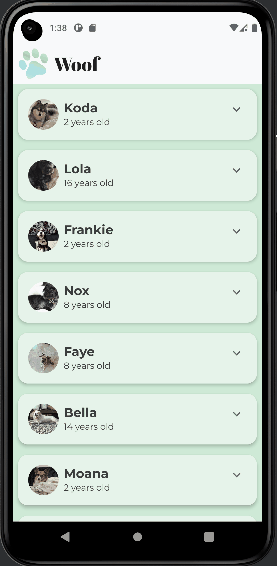 1:38
Woof
Koda
2 years old
Lola
16 years old
Frankie
2 years old
Nox
8 years old
Faye
8 years old
Bella
14 years old
Moana
2 years old